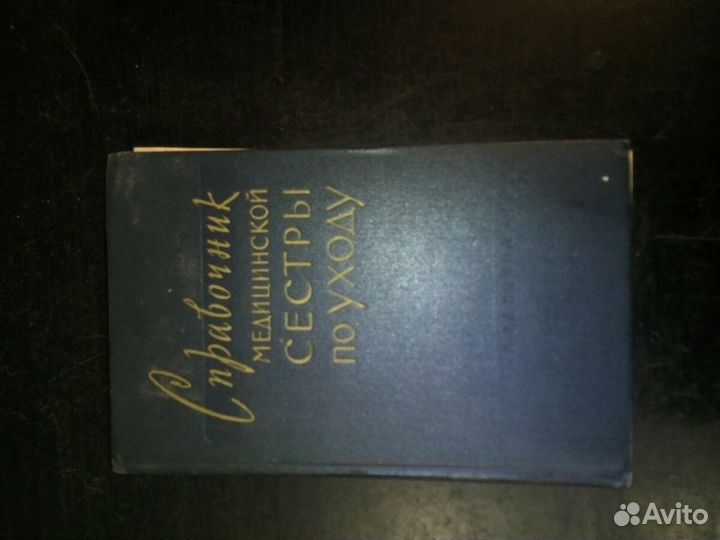 Справочник
МЕДИЦИНСКОЙ
СЕСТРЫ
ПО УХОДУ
Avito